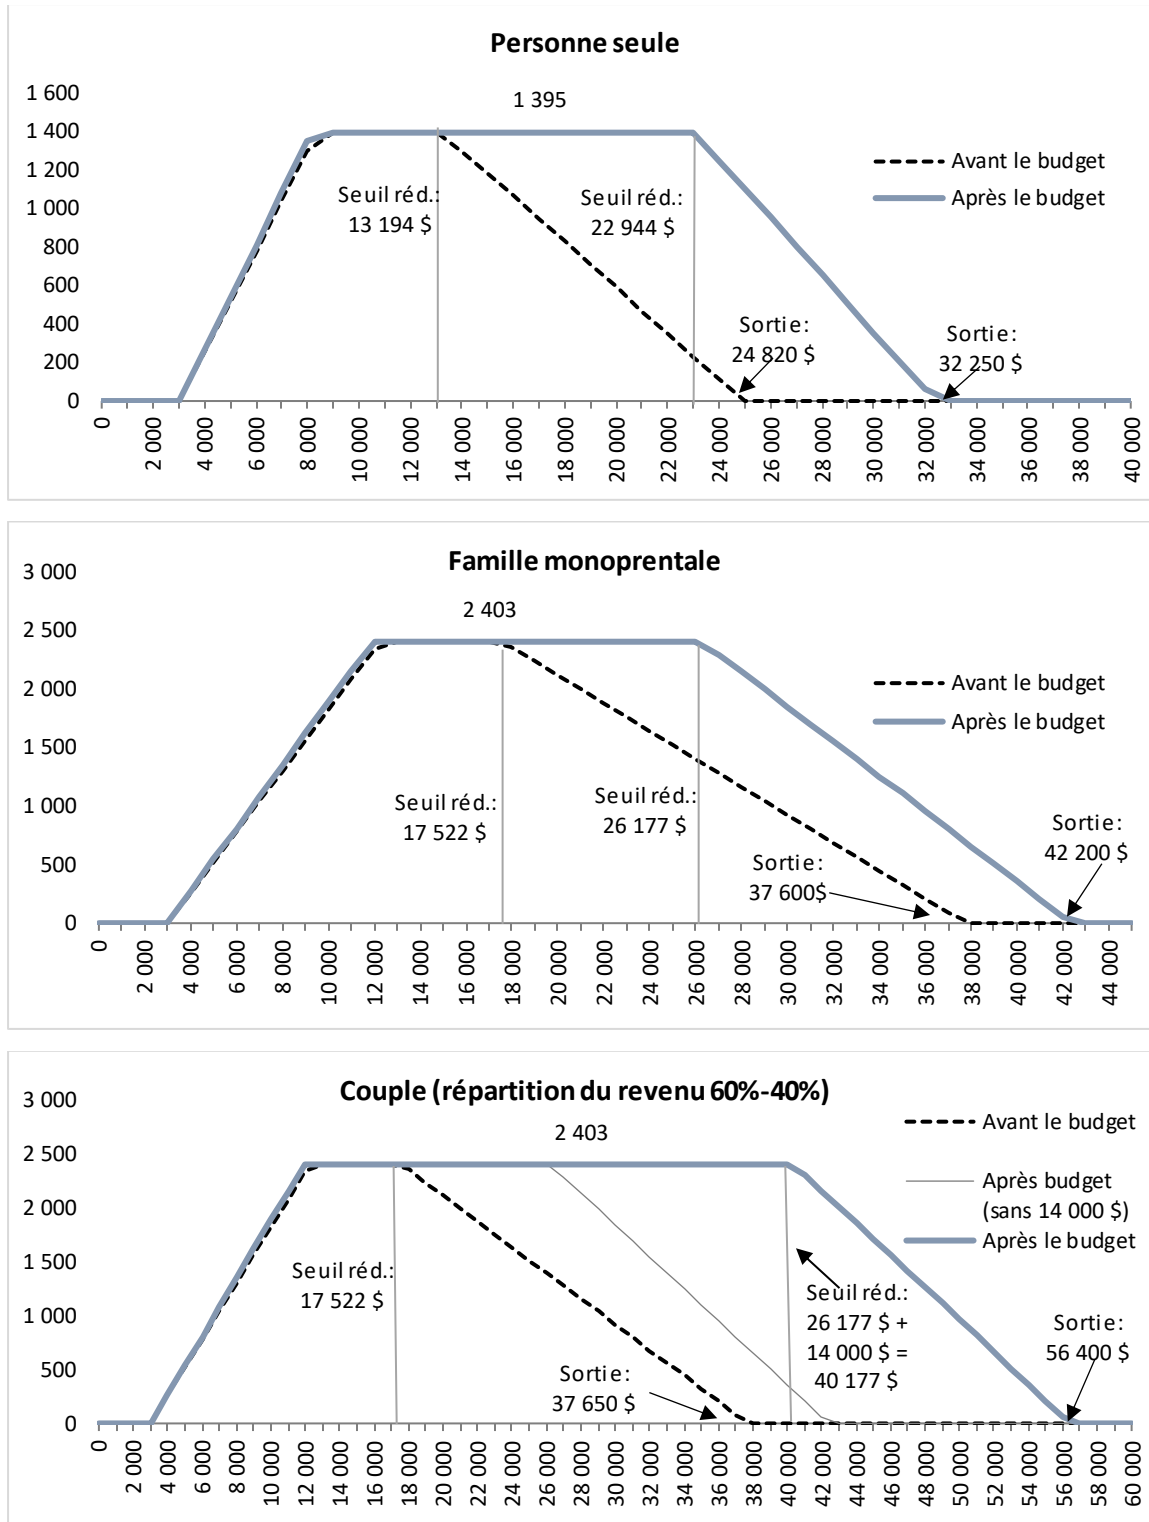 Personne seule
1 395
1 600
1 400
1 200
1 000
800
600
400
200
0
Seuil réd.:
13 194 $
Seuil réd.:
22 944 $
Avant le budget
Après le budget
Sortie:
24 820 $
Sortie:
32 250 $
0
2 000
4 000
6 000
8 000
10 000
12 000
14 000
16 000
18 000
20 000
22 000
24 000
26 000
28 000
30 000
32 000
34 000
36 000
38 000
40 000
Famille monoprentale
2 403
3 000
2 500
2 000
1 500
1 000
500
0
Avant le budget
Après le budget
Seuil réd.:
17 522 $
Seuil réd.:
26 177 $
Sortie:
37 600$
Sortie:
42 200 $
0
2 000
4 000
6 000
8 000
10 000
12 000
14 000
16 000
18 000
20 000
22 000
24 000
26 000
28 000
30 000
32 000
34 000
36 000
38 000
40 000
42 000
44 000
Couple (répartition du revenu 60%-40%)
2 403
3 000
2 500
2 000
1 500
1 000
500
0
Avant le budget
Après budget
(sans 14 000 $)
Après le budget
Seuil réd.:
17 522 $
Seuil réd.:
26 177 $ +
14 000 $ =
40 177 $
Sortie:
37 650 $
Sortie:
56 400 $
0
2 000
4 000
6 000
8 000
10 000
12 000
14 000
16 000
18 000
20 000
22 000
24 000
26 000
28 000
30 000
32 000
34 000
36 000
38 000
40 000
42 000
44 000
46 000
48 000
50 000
52 000
54 000
56 000
58 000
60 000